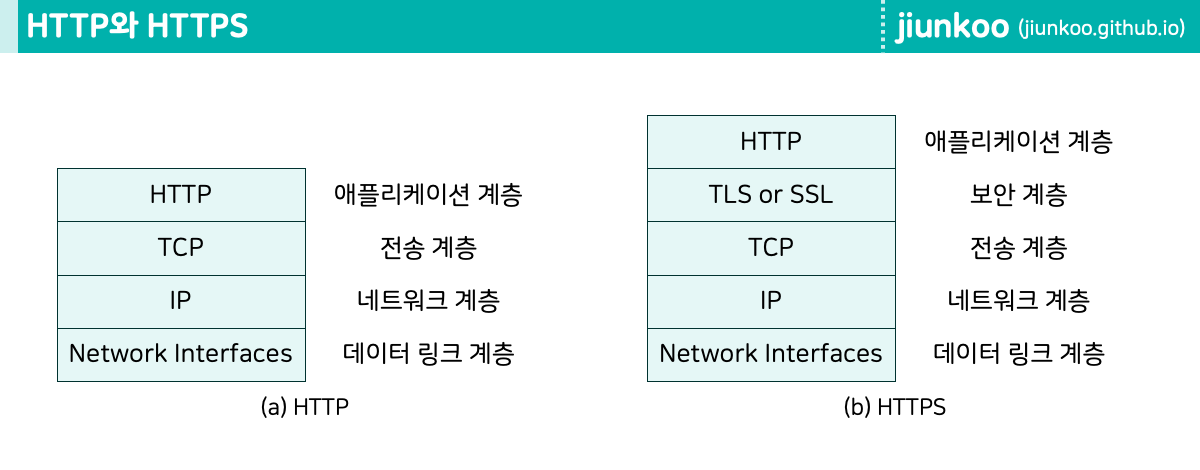 HTTP와 HTTPS
jiunkoo (jiunkoo.github.io)
HTTP 애플리케이션 계층
TCP 전송 계층
IP 네트워크 계층
Network Interfaces 데이터 링크 계층
(a) HTTP
HTTP 애플리케이션 계층
TLS or SSL 보안 계층
TCP 전송 계층
IP 네트워크 계층
Network Interfaces 데이터 링크 계층
(b) HTTPS